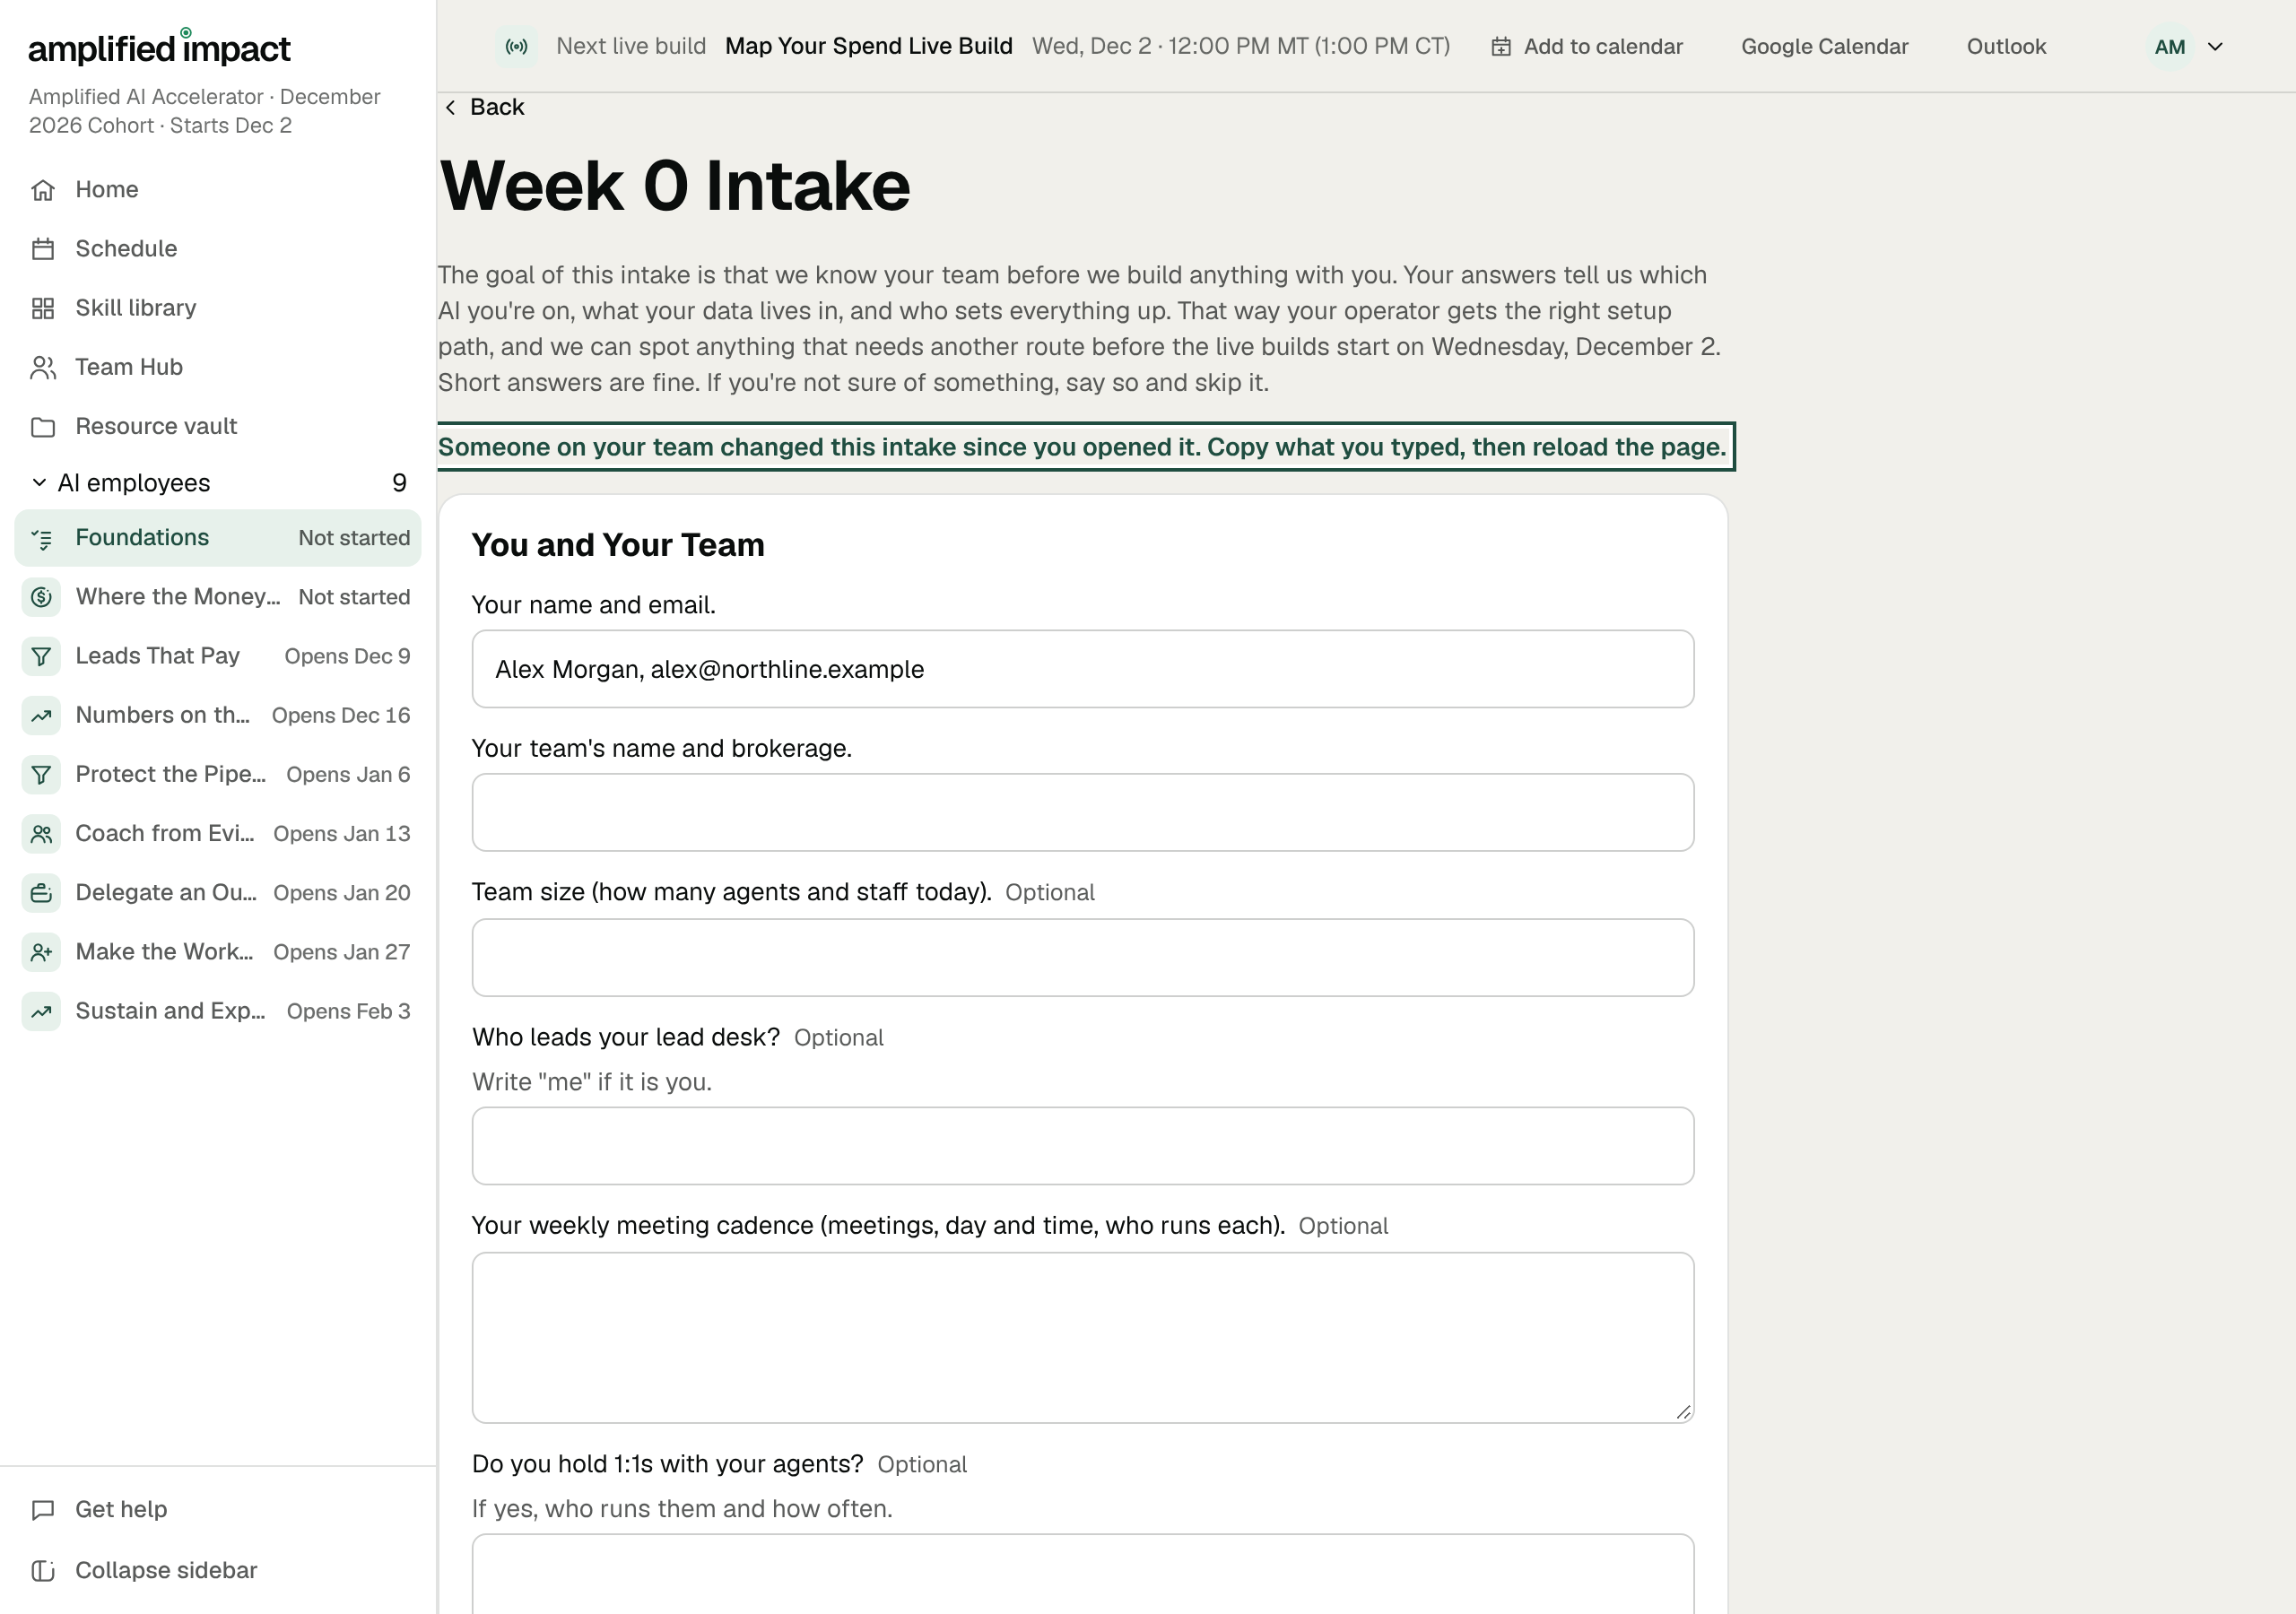 amplified impact
Amplified AI Accelerator · December
2026 Cohort · Starts Dec 2
Home
Schedule
Skill library
Team Hub
Resource vault
AI employees 9
Foundations Not started
Where the Money... Not started
Leads That Pay Opens Dec 9
Numbers on th... Opens Dec 16
Protect the Pipe... Opens Jan 6
Coach from Evi... Opens Jan 13
Delegate an Ou... Opens Jan 20
Make the Work... Opens Jan 27
Sustain and Exp... Opens Feb 3
Get help
Collapse sidebar
Next live build Map Your Spend Live Build Wed, Dec 2 · 12:00 PM MT (1:00 PM CT) Add to calendar Google Calendar Outlook AM
Back
Week 0 Intake
The goal of this intake is that we know your team before we build anything with you. Your answers tell us which
AI you're on, what your data lives in, and who sets everything up. That way your operator gets the right setup
path, and we can spot anything that needs another route before the live builds start on Wednesday, December 2.
Short answers are fine. If you're not sure of something, say so and skip it.
Someone on your team changed this intake since you opened it. Copy what you typed, then reload the page.
You and Your Team
Your name and email.
Alex Morgan, alex@northline.example
Your team's name and brokerage.
Team size (how many agents and staff today). Optional
Who leads your lead desk? Optional
Write "me" if it is you.
Your weekly meeting cadence (meetings, day and time, who runs each). Optional
Do you hold 1:1s with your agents? Optional
If yes, who runs them and how often.